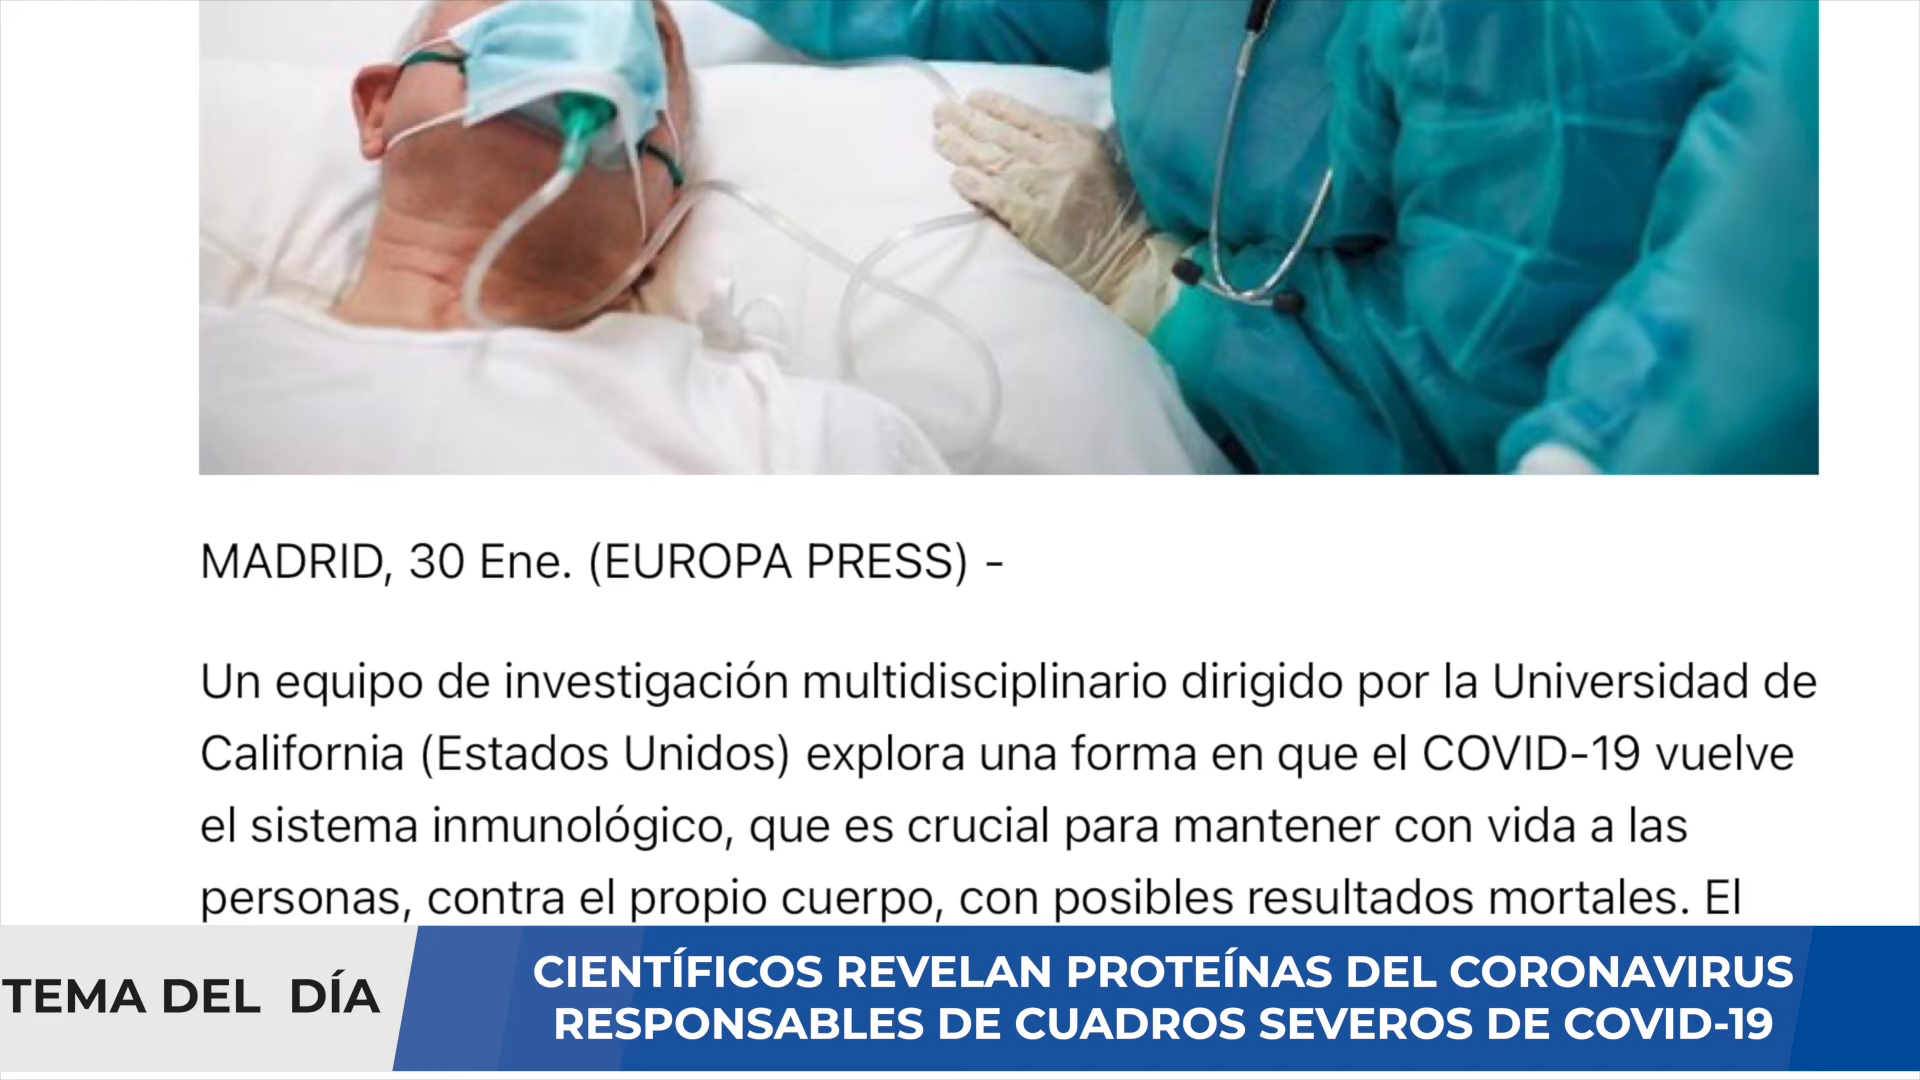 MADRID, 30 Ene. (EUROPA PRESS) -
Un equipo de investigación multidisciplinario dirigido por la Universidad de
California (Estados Unidos) explora una forma en que el COVID-19 vuelve
el sistema inmunológico, que es crucial para mantener con vida a las
personas, contra el propio cuerpo, con posibles resultados mortales. El
TEMA DEL DÍA
CIENTÍFICOS REVELAN PROTEÍNAS DEL CORONAVIRUS
RESPONSABLES DE CUADROS SEVEROS DE COVID-19